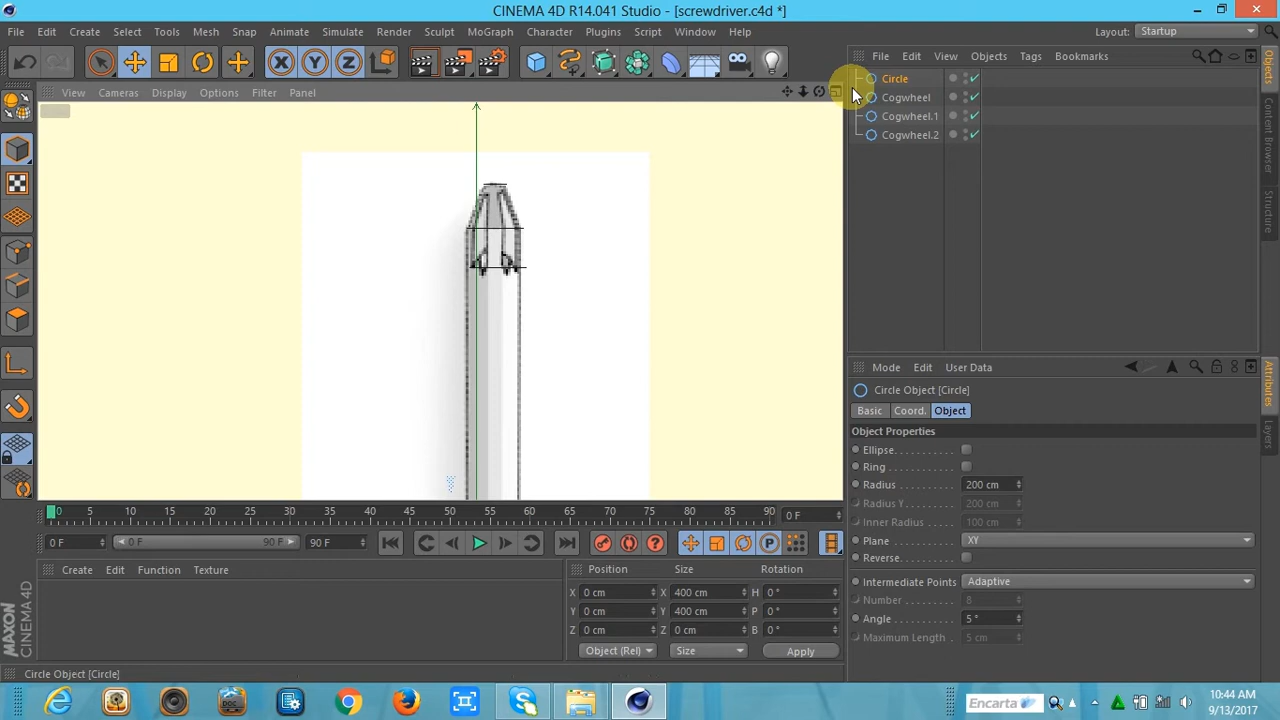 CINEMA 4D R14.041 Studio - [screwdriver.c4d *]
File Edit Create Select Tools Mesh Snap Animate Simulate Render Sculpt MoGraph Character Plugins Script Window Help Layout: Startup
X Y Z
File Edit View Objects Tags Bookmarks
View Cameras Display Options Filter Panel
Circle
Cogwheel
Cogwheel.1
Cogwheel.2
Objects
Content Browser
Structure
Mode Edit User Data
Circle Object [Circle]
Basic Coord. Object
Object Properties
Ellipse
Ring
Radius 200 cm
Radius Y 200 cm
Inner Radius 100 cm
Plane XY
Reverse
Intermediate Points Adaptive
Number 8
Angle 5 °
Maximum Length 5 cm
Attributes
Layers
0 5 10 15 20 25 30 35 40 45 50 55 60 65 70 75 80 85 90 0 F
0 F 0 F 90 F 90 F
P
Create Edit Function Texture
Position Size Rotation
X 0 cm X 400 cm H 0 °
Y 0 cm Y 400 cm P 0 °
Z 0 cm Z 0 cm B 0 °
Object (Rel) Size Apply
MAXON
CINEMA 4D
Circle Object [Circle]
DOC
Encarta
10:44 AM
9/13/2017